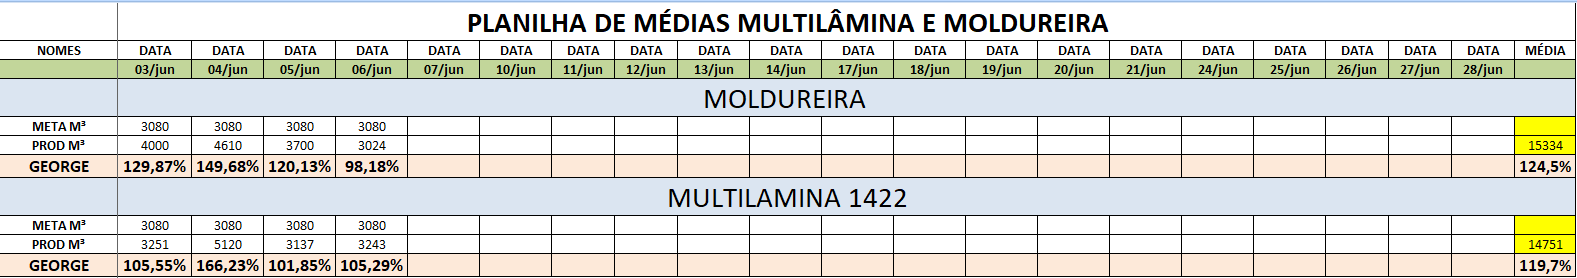 PLANILHA DE MÉDIAS MULTILÂMINA E MOLDUREIRA
NOMES DATA DATA DATA DATA DATA DATA DATA DATA DATA DATA DATA DATA DATA DATA DATA DATA DATA DATA DATA MÉDIA
03/jun 04/jun 05/jun 06/jun 07/jun 10/jun 11/jun 12/jun 13/jun 14/jun 17/jun 18/jun 19/jun 20/jun 21/jun 24/jun 25/jun 26/jun 27/jun 28/jun
MOLDUREIRA
META M³ 3080 3080 3080 3080
PROD M³ 4000 4610 3700 3024 15334
GEORGE 129,87% 149,68% 120,13% 98,18% 124,5%
MULTILAMINA 1422
META M³ 3080 3080 3080 3080
PROD M³ 3251 5120 3137 3243 14751
GEORGE 105,55% 166,23% 101,85% 105,29% 119,7%